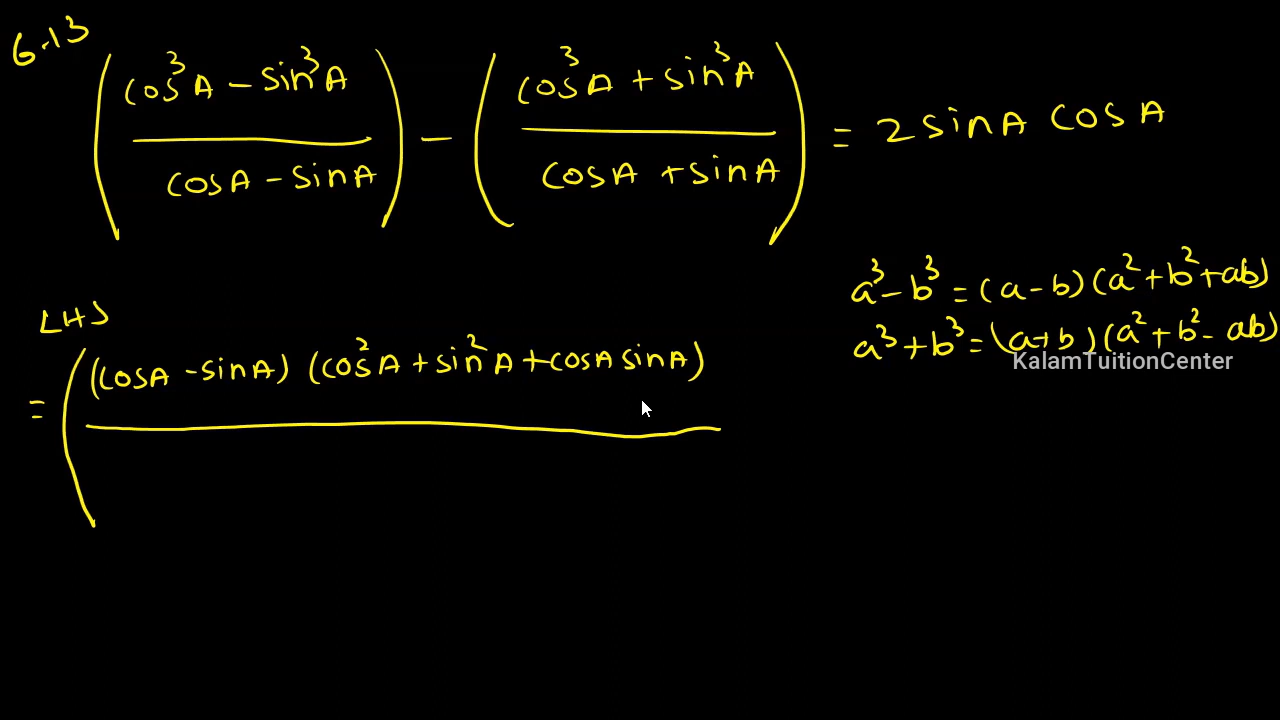 6.13
(cos³A - sin³A / cosA - sinA) - (cos³A + sin³A / cosA + sinA) = 2 sinA cosA
a³ - b³ = (a - b)(a² + b² + ab)
a³ + b³ = (a + b)(a² + b² - ab)
KalamTuitionCenter
LHS
= ((cosA - sinA) (cos²A + sin²A + cosA sinA)